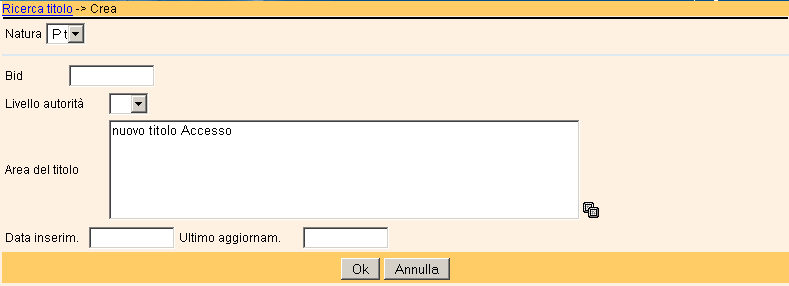 Ricerca titolo -> Crea
Natura P t
Bid
Livello autorità
nuovo titolo Accesso
Area del titolo
Data inserim. Ultimo aggiornam.
Ok Annulla